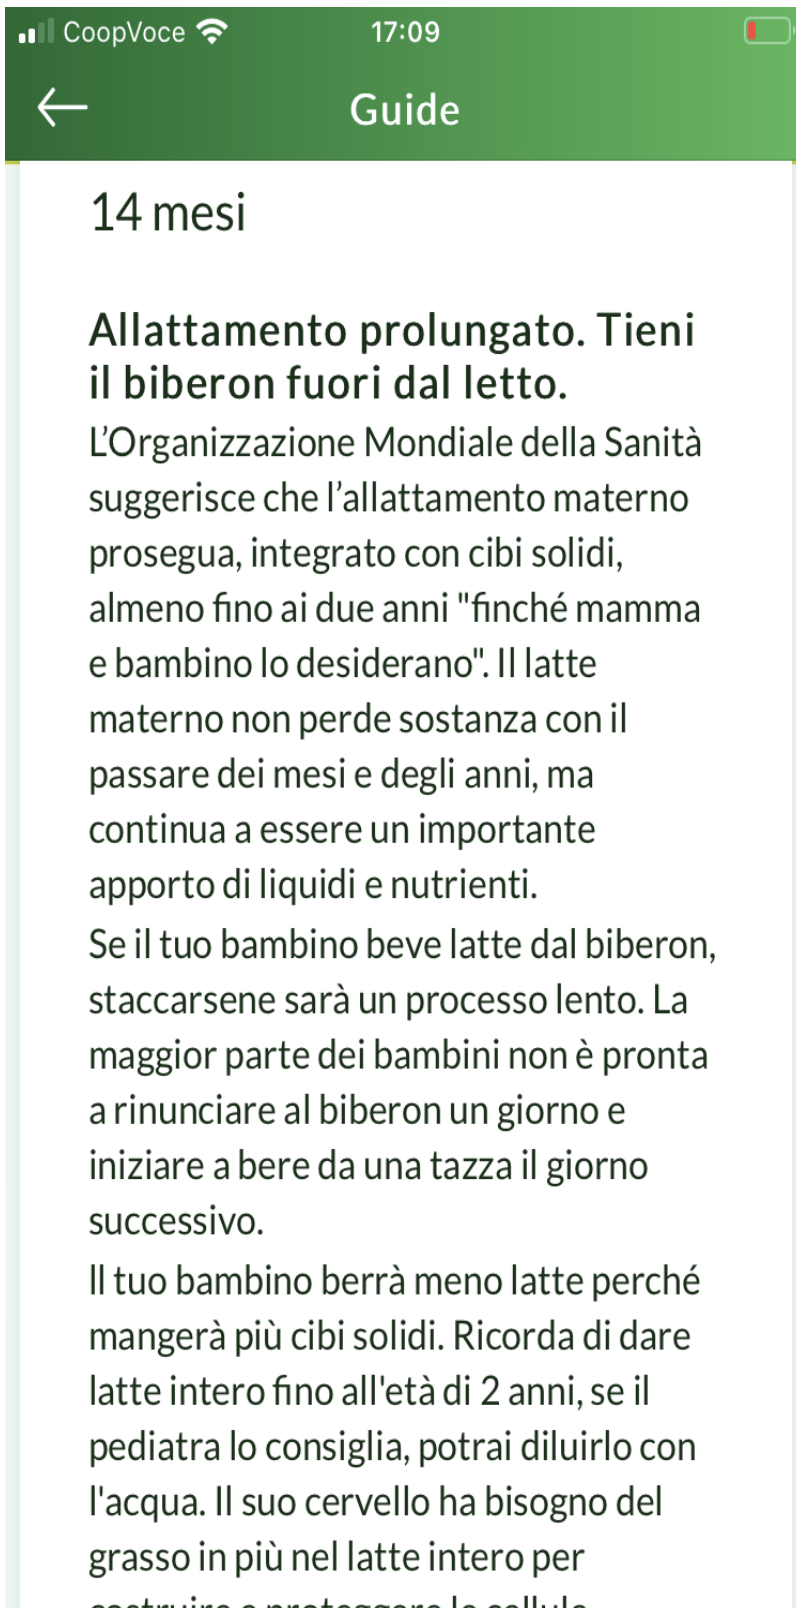 CoopVoce
17:09
Guide
14 mesi
Allattamento prolungato. Tieni
il biberon fuori dal letto.
L’Organizzazione Mondiale della Sanità
suggerisce che l’allattamento materno
prosegua, integrato con cibi solidi,
almeno fino ai due anni "finché mamma
e bambino lo desiderano". Il latte
materno non perde sostanza con il
passare dei mesi e degli anni, ma
continua a essere un importante
apporto di liquidi e nutrienti.
Se il tuo bambino beve latte dal biberon,
staccarsene sarà un processo lento. La
maggior parte dei bambini non è pronta
a rinunciare al biberon un giorno e
iniziare a bere da una tazza il giorno
successivo.
Il tuo bambino berrà meno latte perché
mangerà più cibi solidi. Ricorda di dare
latte intero fino all'età di 2 anni, se il
pediatra lo consiglia, potrai diluirlo con
l'acqua. Il suo cervello ha bisogno del
grasso in più nel latte intero per
costruire e proteggere le cellule